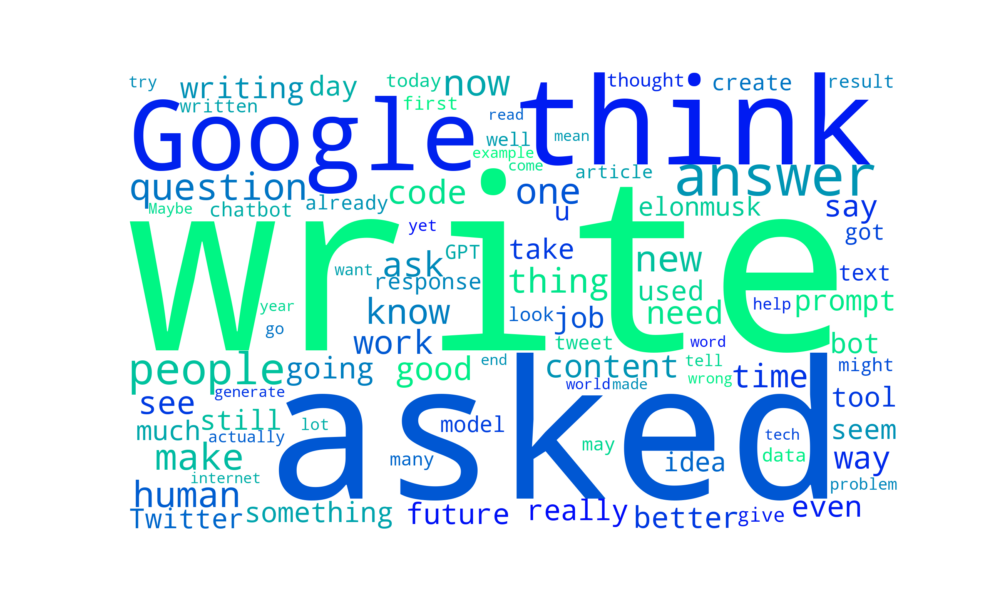 try writing day today now thought create result
written first read
Google think
well mean
example
come article
question code one answer
Maybe chatbot already u elonmusk say
yet got
write
want ask GPT take new text
response thing used help prompt
year know look job need
go work tweet word bot
people going good end content tell time might
world made wrong
see generate tool
much still lot model asked tech seem
actually many may data
make idea way
internet problem
human
Twitter something future really better give even